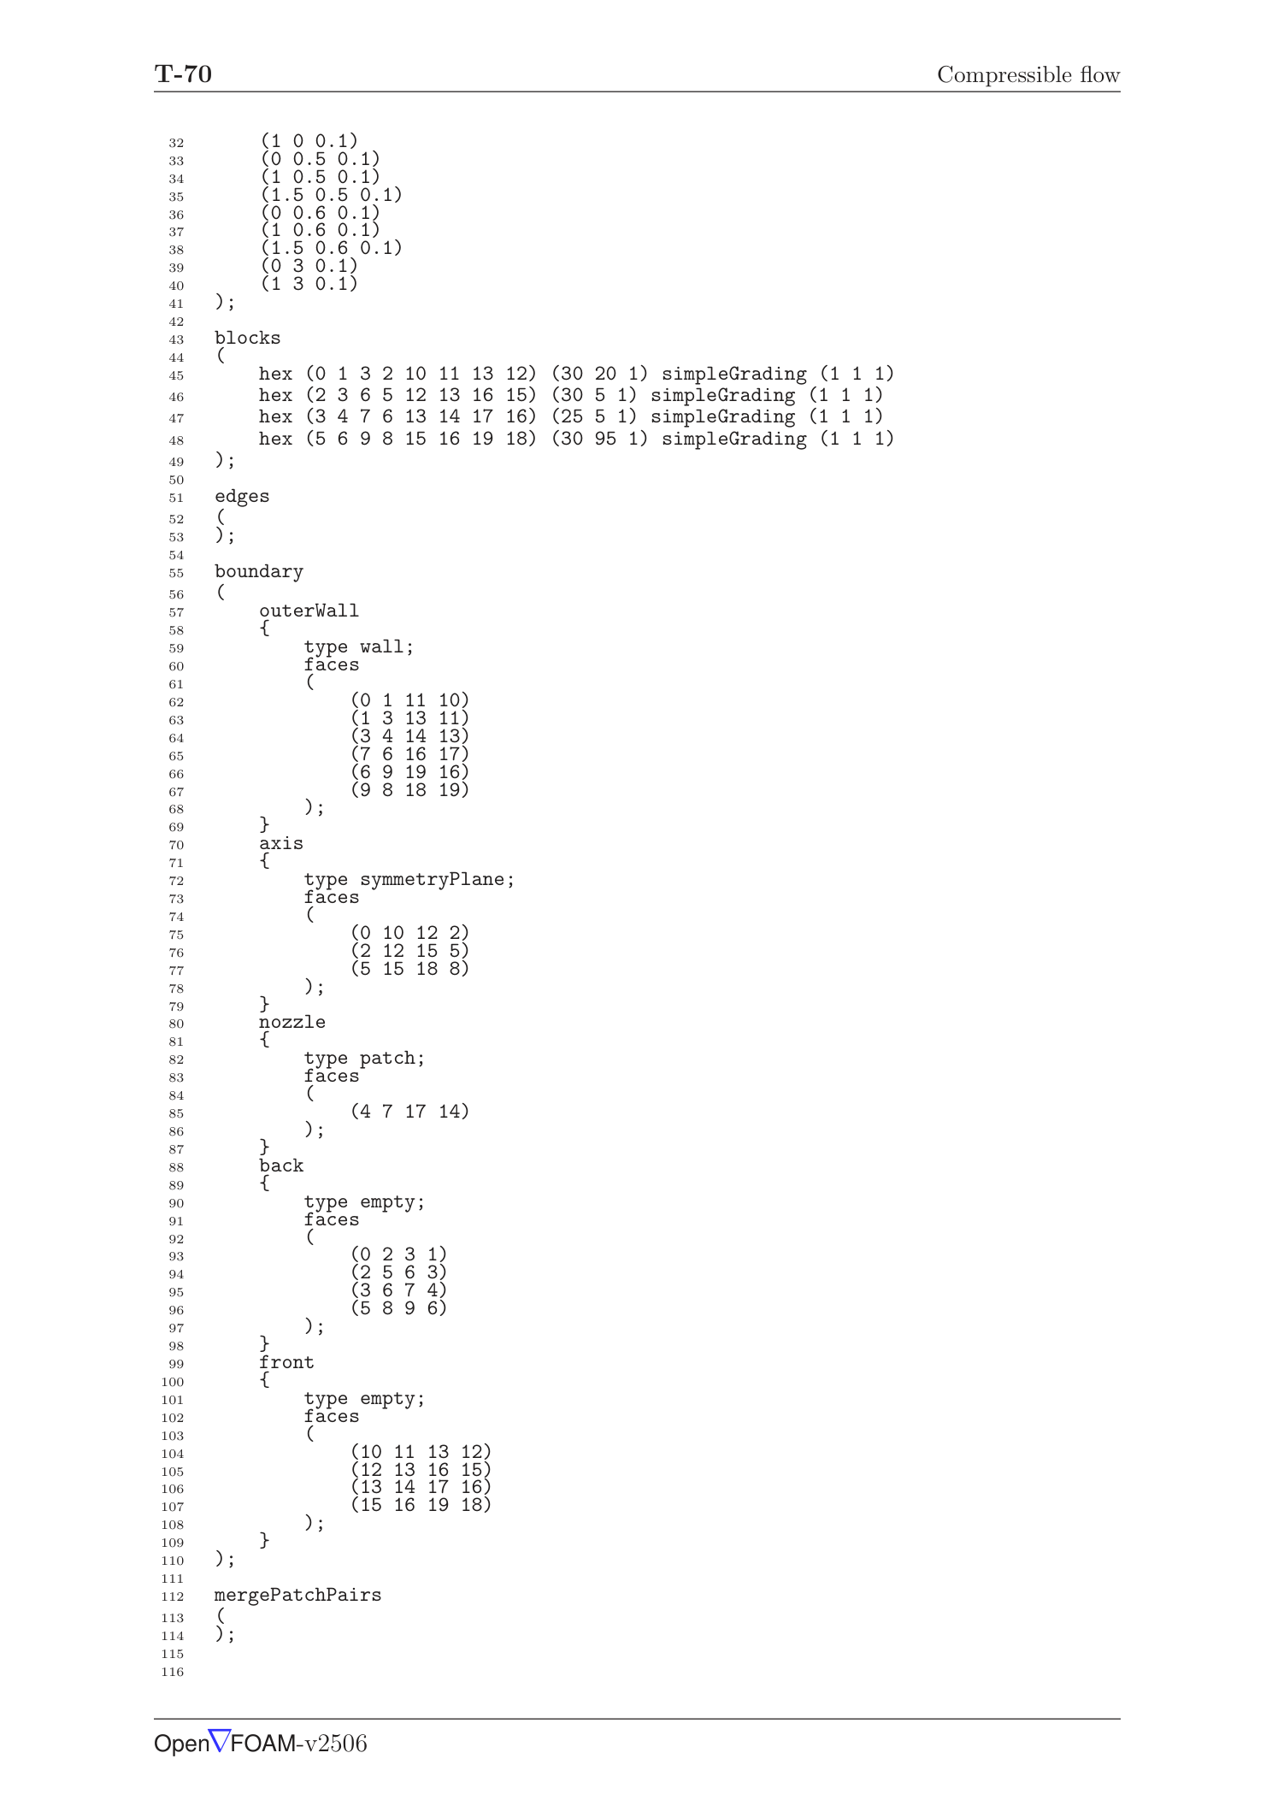 T-70 Compressible flow
32 (1 0 0.1)
33 (0 0.5 0.1)
34 (1 0.5 0.1)
35 (1.5 0.5 0.1)
36 (0 0.6 0.1)
37 (1 0.6 0.1)
38 (1.5 0.6 0.1)
39 (0 3 0.1)
40 (1 3 0.1)
41 );
42
43 blocks
44 (
45 hex (0 1 3 2 10 11 13 12) (30 20 1) simpleGrading (1 1 1)
46 hex (2 3 6 5 12 13 16 15) (30 5 1) simpleGrading (1 1 1)
47 hex (3 4 7 6 13 14 17 16) (25 5 1) simpleGrading (1 1 1)
48 hex (5 6 9 8 15 16 19 18) (30 95 1) simpleGrading (1 1 1)
49 );
50
51 edges
52 (
53 );
54
55 boundary
56 (
57 outerWall
58 {
59 type wall;
60 faces
61 (
62 (0 1 11 10)
63 (1 3 13 11)
64 (3 4 14 13)
65 (7 6 16 17)
66 (6 9 19 16)
67 (9 8 18 19)
68 );
69 }
70 axis
71 {
72 type symmetryPlane;
73 faces
74 (
75 (0 10 12 2)
76 (2 12 15 5)
77 (5 15 18 8)
78 );
79 }
80 nozzle
81 {
82 type patch;
83 faces
84 (
85 (4 7 17 14)
86 );
87 }
88 back
89 {
90 type empty;
91 faces
92 (
93 (0 2 3 1)
94 (2 5 6 3)
95 (3 6 7 4)
96 (5 8 9 6)
97 );
98 }
99 front
100 {
101 type empty;
102 faces
103 (
104 (10 11 13 12)
105 (12 13 16 15)
106 (13 14 17 16)
107 (15 16 19 18)
108 );
109 }
110 );
111
112 mergePatchPairs
113 (
114 );
115
116
Open∇FOAM-v2506